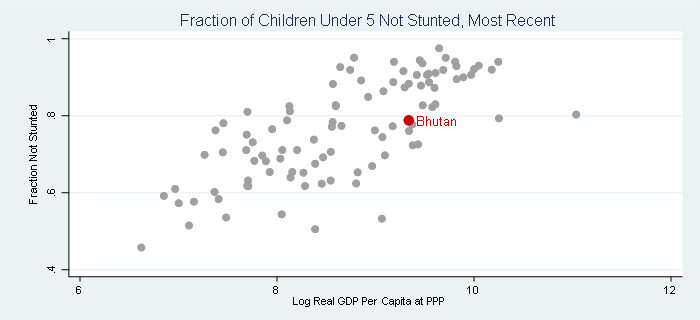 Fraction of Children Under 5 Not Stunted, Most Recent
Fraction Not Stunted
1
.8
.6
.4
Bhutan
6
8
10
12
Log Real GDP Per Capita at PPP